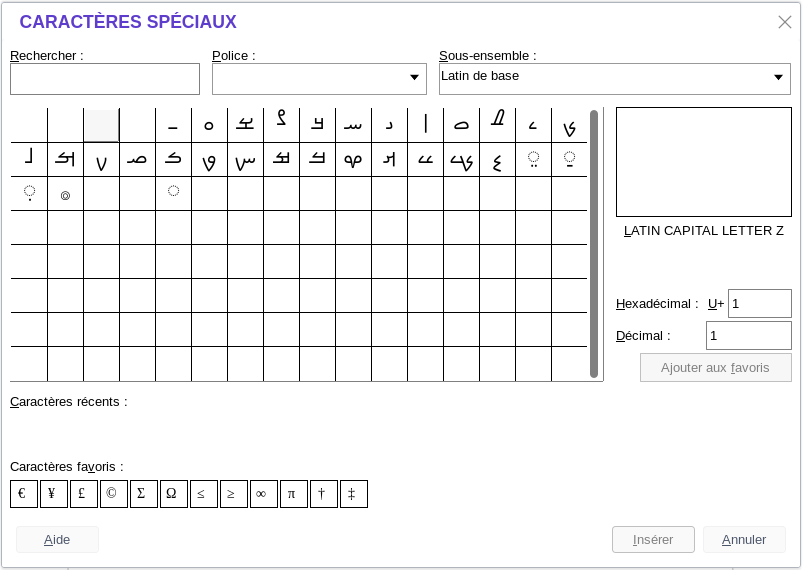 CARACTÈRES SPÉCIAUX
Rechercher :
Police :
Sous-ensemble :
Latin de base
ـ ࡀ ࡁ ࡂ ࡃ ࡄ ࡅ ࡆ ࡇ ࡈ ࡉ ࡊ
ࡋ ࡌ ࡍ ࡎ ࡏ ࡐ ࡑ ࡒ ࡓ ࡔ ࡕ ࡖ ࡗ ࡘ ◌࡙ ◌࡚
◌࡛ ࡞ ◌
LATIN CAPITAL LETTER Z
Hexadécimal : U+ 1
Décimal : 1
Ajouter aux favoris
Caractères récents :
Caractères favoris :
€ ¥ £ © Σ Ω ≤ ≥ ∞ π † ‡
Aide
Insérer
Annuler